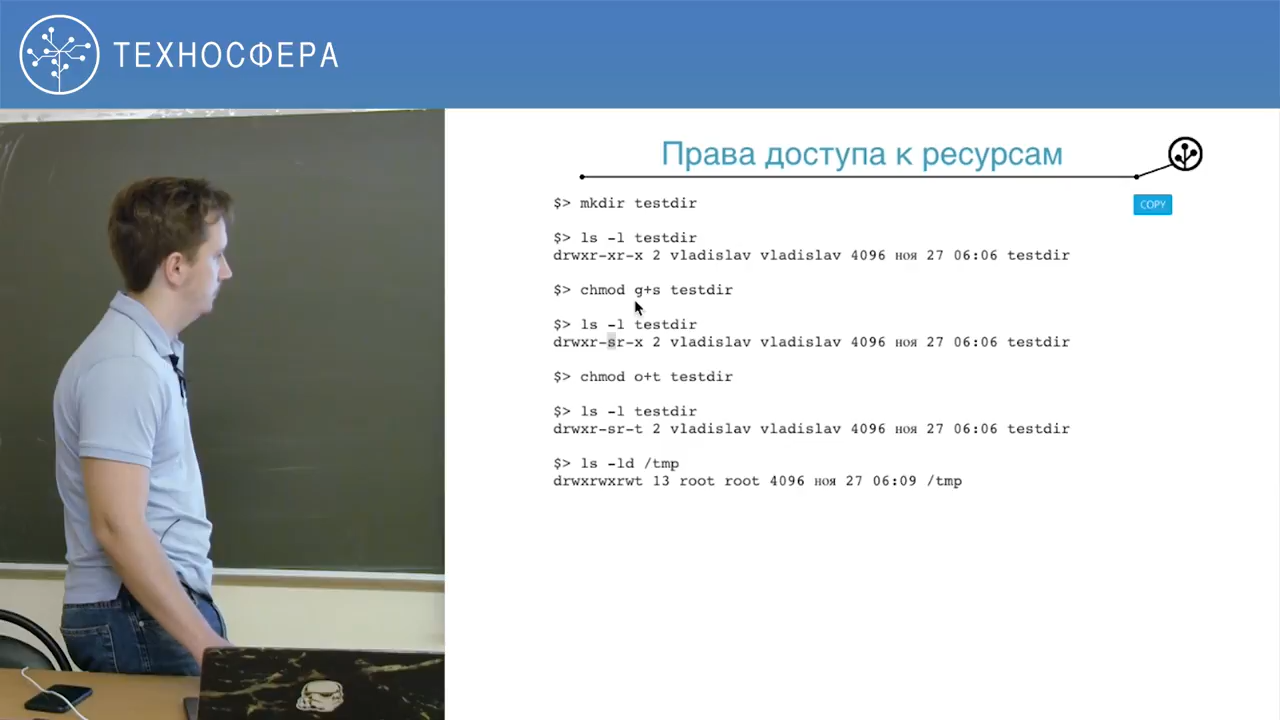 ТЕХНОСФЕРА
Права доступа к ресурсам
COPY
$> mkdir testdir
$> ls -l testdir
drwxr-xr-x 2 vladislav vladislav 4096 ноя 27 06:06 testdir
$> chmod g+s testdir
$> ls -l testdir
drwxr-sr-x 2 vladislav vladislav 4096 ноя 27 06:06 testdir
$> chmod o+t testdir
$> ls -l testdir
drwxr-sr-t 2 vladislav vladislav 4096 ноя 27 06:06 testdir
$> ls -ld /tmp
drwxrwxrwt 13 root root 4096 ноя 27 06:09 /tmp